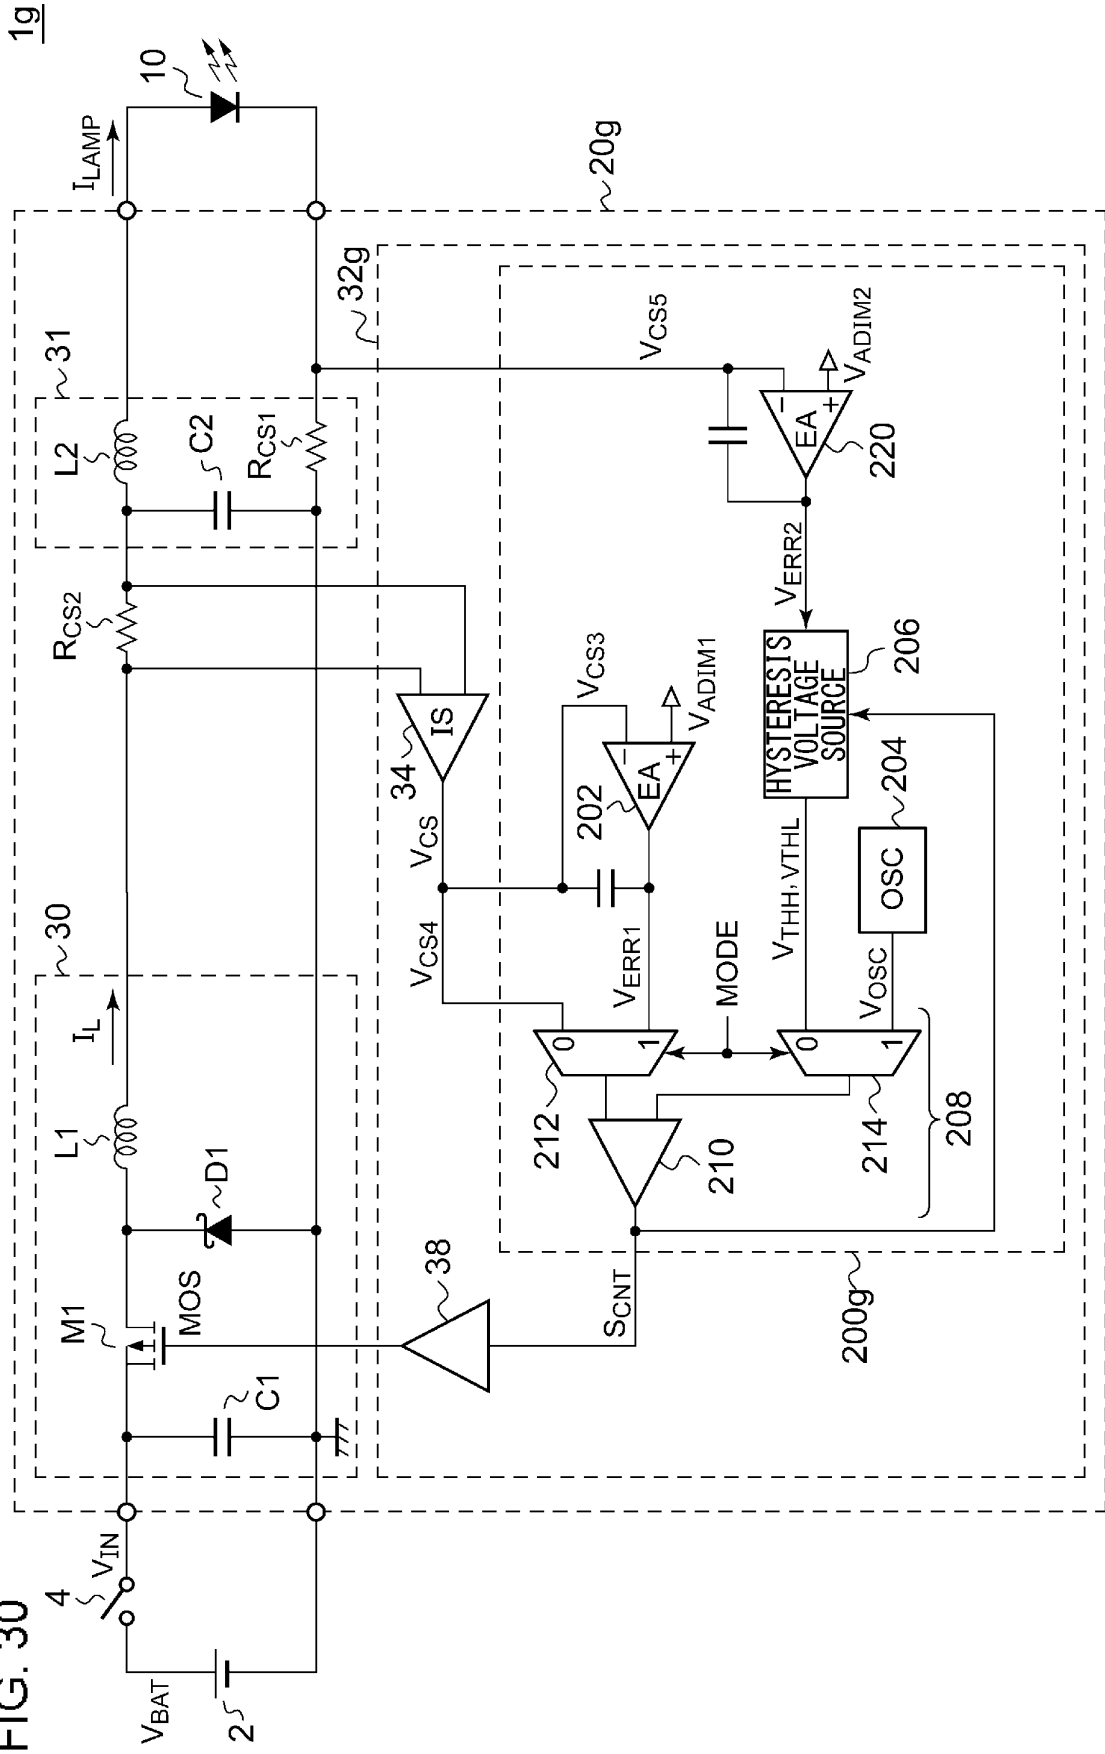 FIG. 30
1g
V_BAT
2
4
V_IN
30
M1
MOS
C1
D1
L1
I_L
R_CS2
31
L2
C2
R_CS1
I_LAMP
10
20g
32g
38
S_CNT
34
IS
V_CS
V_CS4
V_CS3
V_CS5
200g
212
0
1
210
214
0
1
208
MODE
V_ERR1
202
EA
−
+
V_ADIM1
V_THH, V_THL
V_OSC
OSC
204
HYSTERESIS
VOLTAGE
SOURCE
206
V_ERR2
EA
−
+
220
V_ADIM2